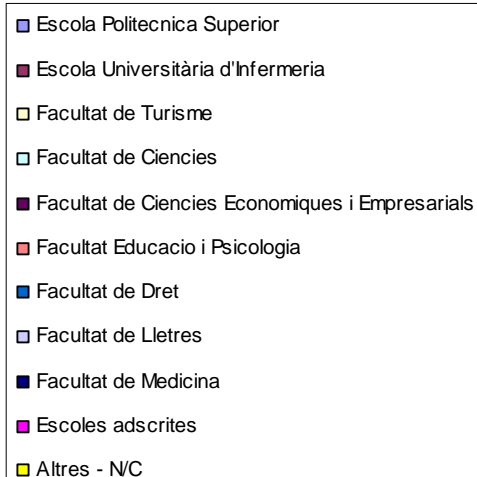 Escola Politecnica Superior
Escola Universitària d'Infermeria
Facultat de Turisme
Facultat de Ciencies
Facultat de Ciencies Economiques i Empresarials
Facultat Educacio i Psicologia
Facultat de Dret
Facultat de Lletres
Facultat de Medicina
Escoles adscrites
Altres - N/C